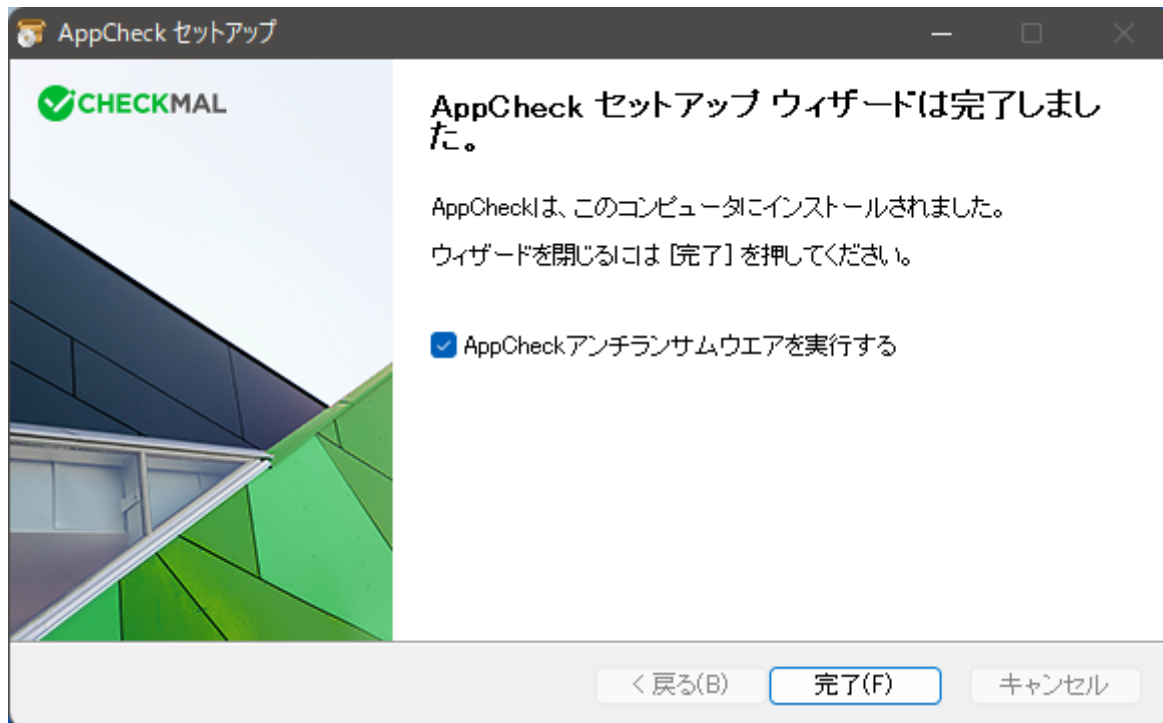 AppCheck セットアップ
CHECKMAL
AppCheck セットアップ ウィザードは完了しまし
た。
AppCheckは、このコンピュータにインストールされました。
ウィザードを閉じるには [完了] を押してください。
AppCheckアンチランサムウエアを実行する
< 戻る(B)
完了(F)
キャンセル